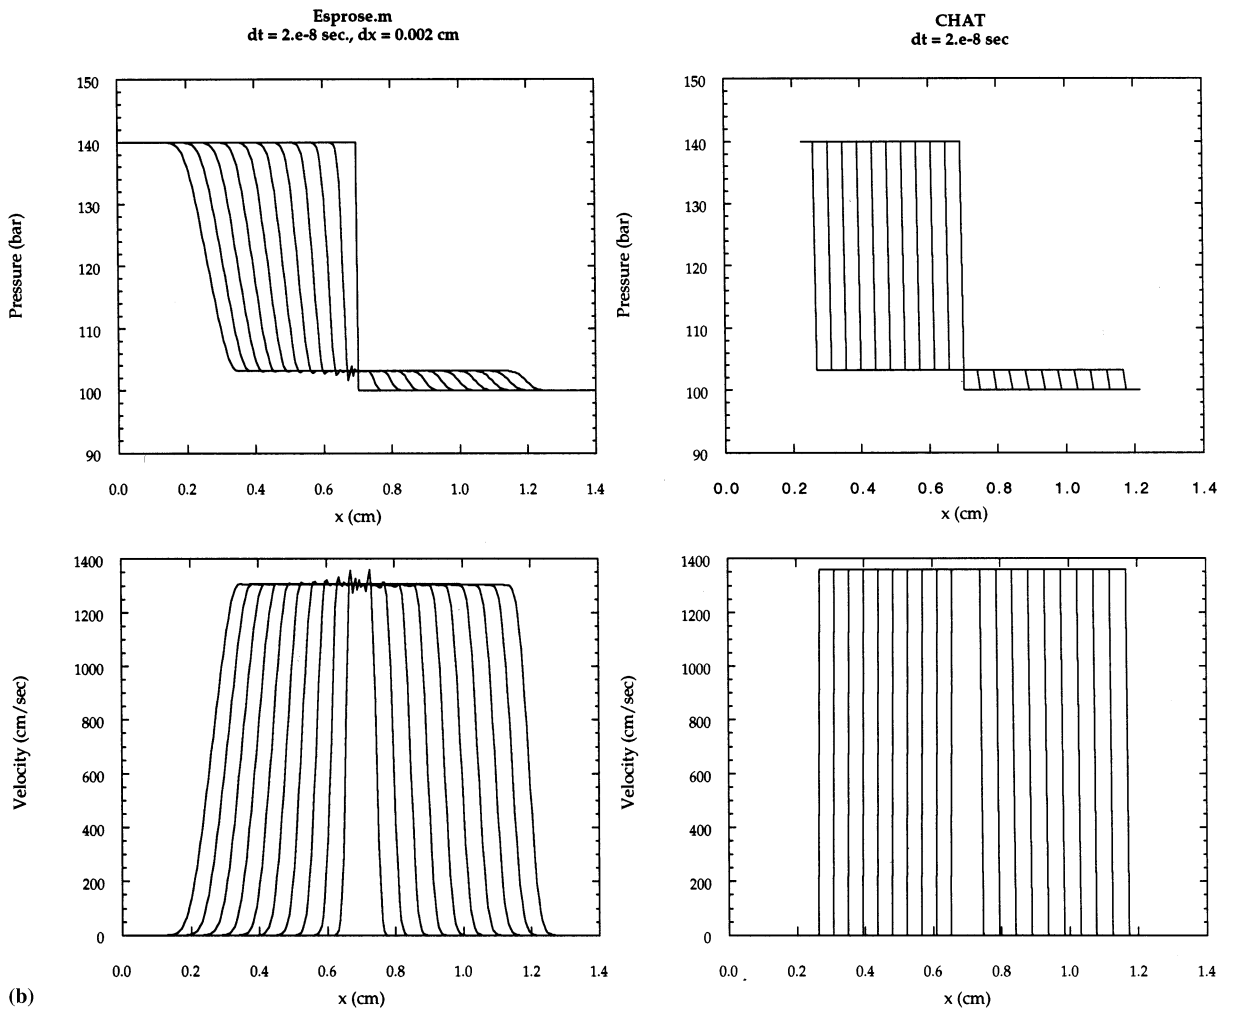 Esprose.m
dt = 2.e-8 sec., dx = 0.002 cm
CHAT
dt = 2.e-8 sec
150
140
130
120
110
100
90
Pressure (bar)
0.0 0.2 0.4 0.6 0.8 1.0 1.2 1.4
x (cm)
150
140
130
120
110
100
90
Pressure (bar)
0.0 0.2 0.4 0.6 0.8 1.0 1.2 1.4
x (cm)
1400
1200
1000
800
600
400
200
0
Velocity (cm/sec)
0.0 0.2 0.4 0.6 0.8 1.0 1.2 1.4
x (cm)
1400
1200
1000
800
600
400
200
0
Velocity (cm/sec)
0.0 0.2 0.4 0.6 0.8 1.0 1.2 1.4
x (cm)
(b)